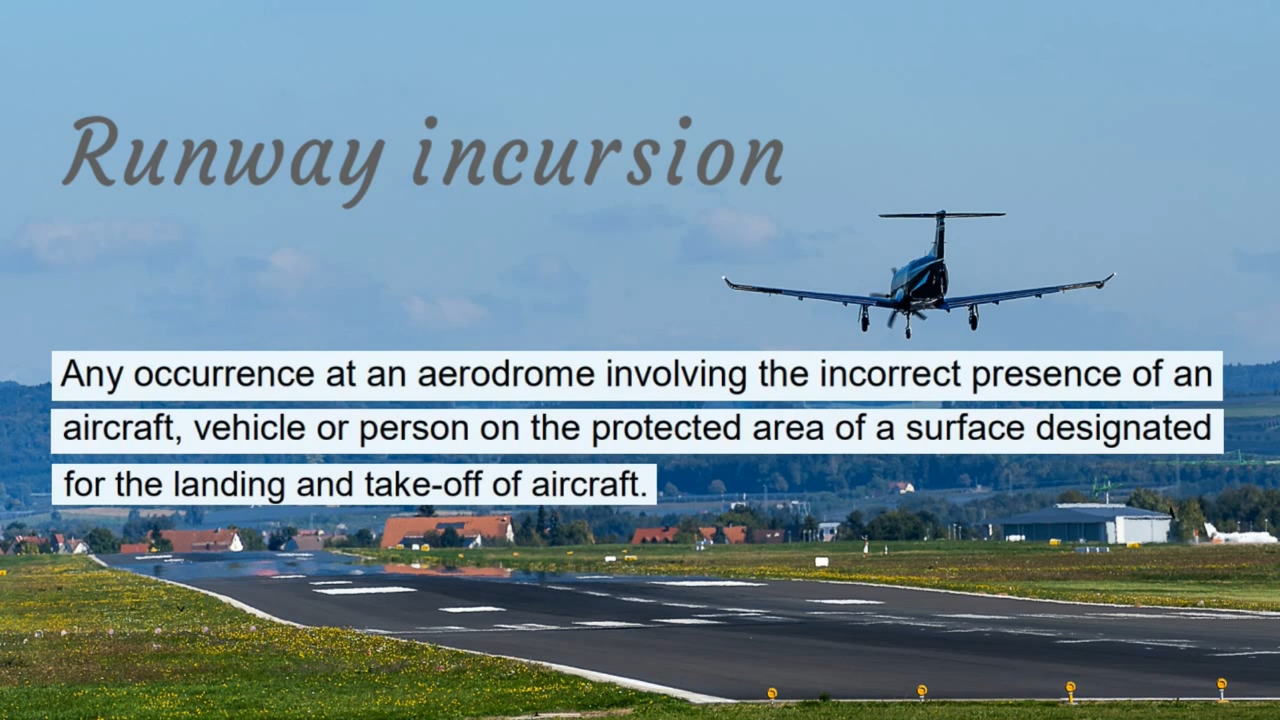 Runway incursion
Any occurrence at an aerodrome involving the incorrect presence of an
aircraft, vehicle or person on the protected area of a surface designated
for the landing and take-off of aircraft.